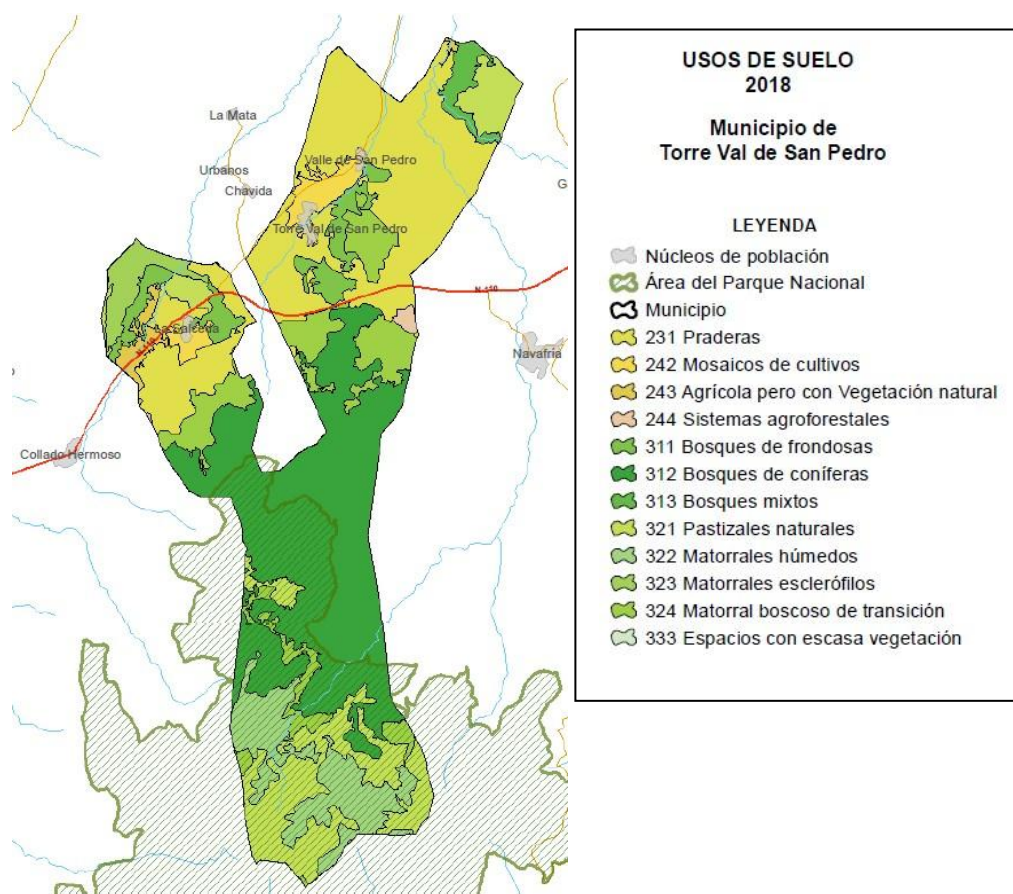 La Mata
Valle de San Pedro
Urbanos
Chavida
G
Torre Val de San Pedro
N-110
La Salceda
Navafría
Collado Hermoso
USOS DE SUELO
2018
Municipio de
Torre Val de San Pedro
LEYENDA
Núcleos de población
Área del Parque Nacional
Municipio
231 Praderas
242 Mosaicos de cultivos
243 Agrícola pero con Vegetación natural
244 Sistemas agroforestales
311 Bosques de frondosas
312 Bosques de coníferas
313 Bosques mixtos
321 Pastizales naturales
322 Matorrales húmedos
323 Matorrales esclerófilos
324 Matorral boscoso de transición
333 Espacios con escasa vegetación